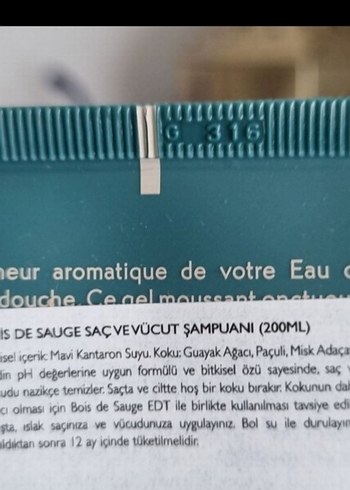 G 316
neur aromatique de votre Eau
douche. Ce gel moussant onctueu
IS DE SAUGE SAÇ VE VÜCUT ŞAMPUANI (200ML)
isel içerik: Mavi Kantaron Suyu. Koku: Guayak Ağacı, Paçuli, Misk Adaça
din pH değerlerine uygun formülü ve bitkisel özü sayesinde, saç
udu nazikçe temizler. Saçta ve ciltte hoş bir koku bırakır. Kokunun dah
cı olması için Bois de Sauge EDT ile birlikte kullanılması tavsiye edi
şta, ıslak saçınıza ve vücudunuza uygulayınız. Bol su ile durulayın
ıldıktan sonra 12 ay içinde tüketilmelidir.